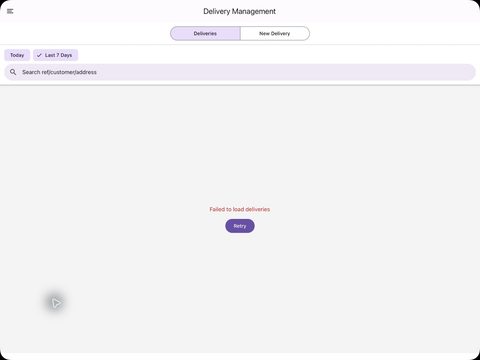 Delivery Management
Deliveries
New Delivery
Today
Last 7 Days
Search ref/customer/address
Failed to load deliveries
Retry